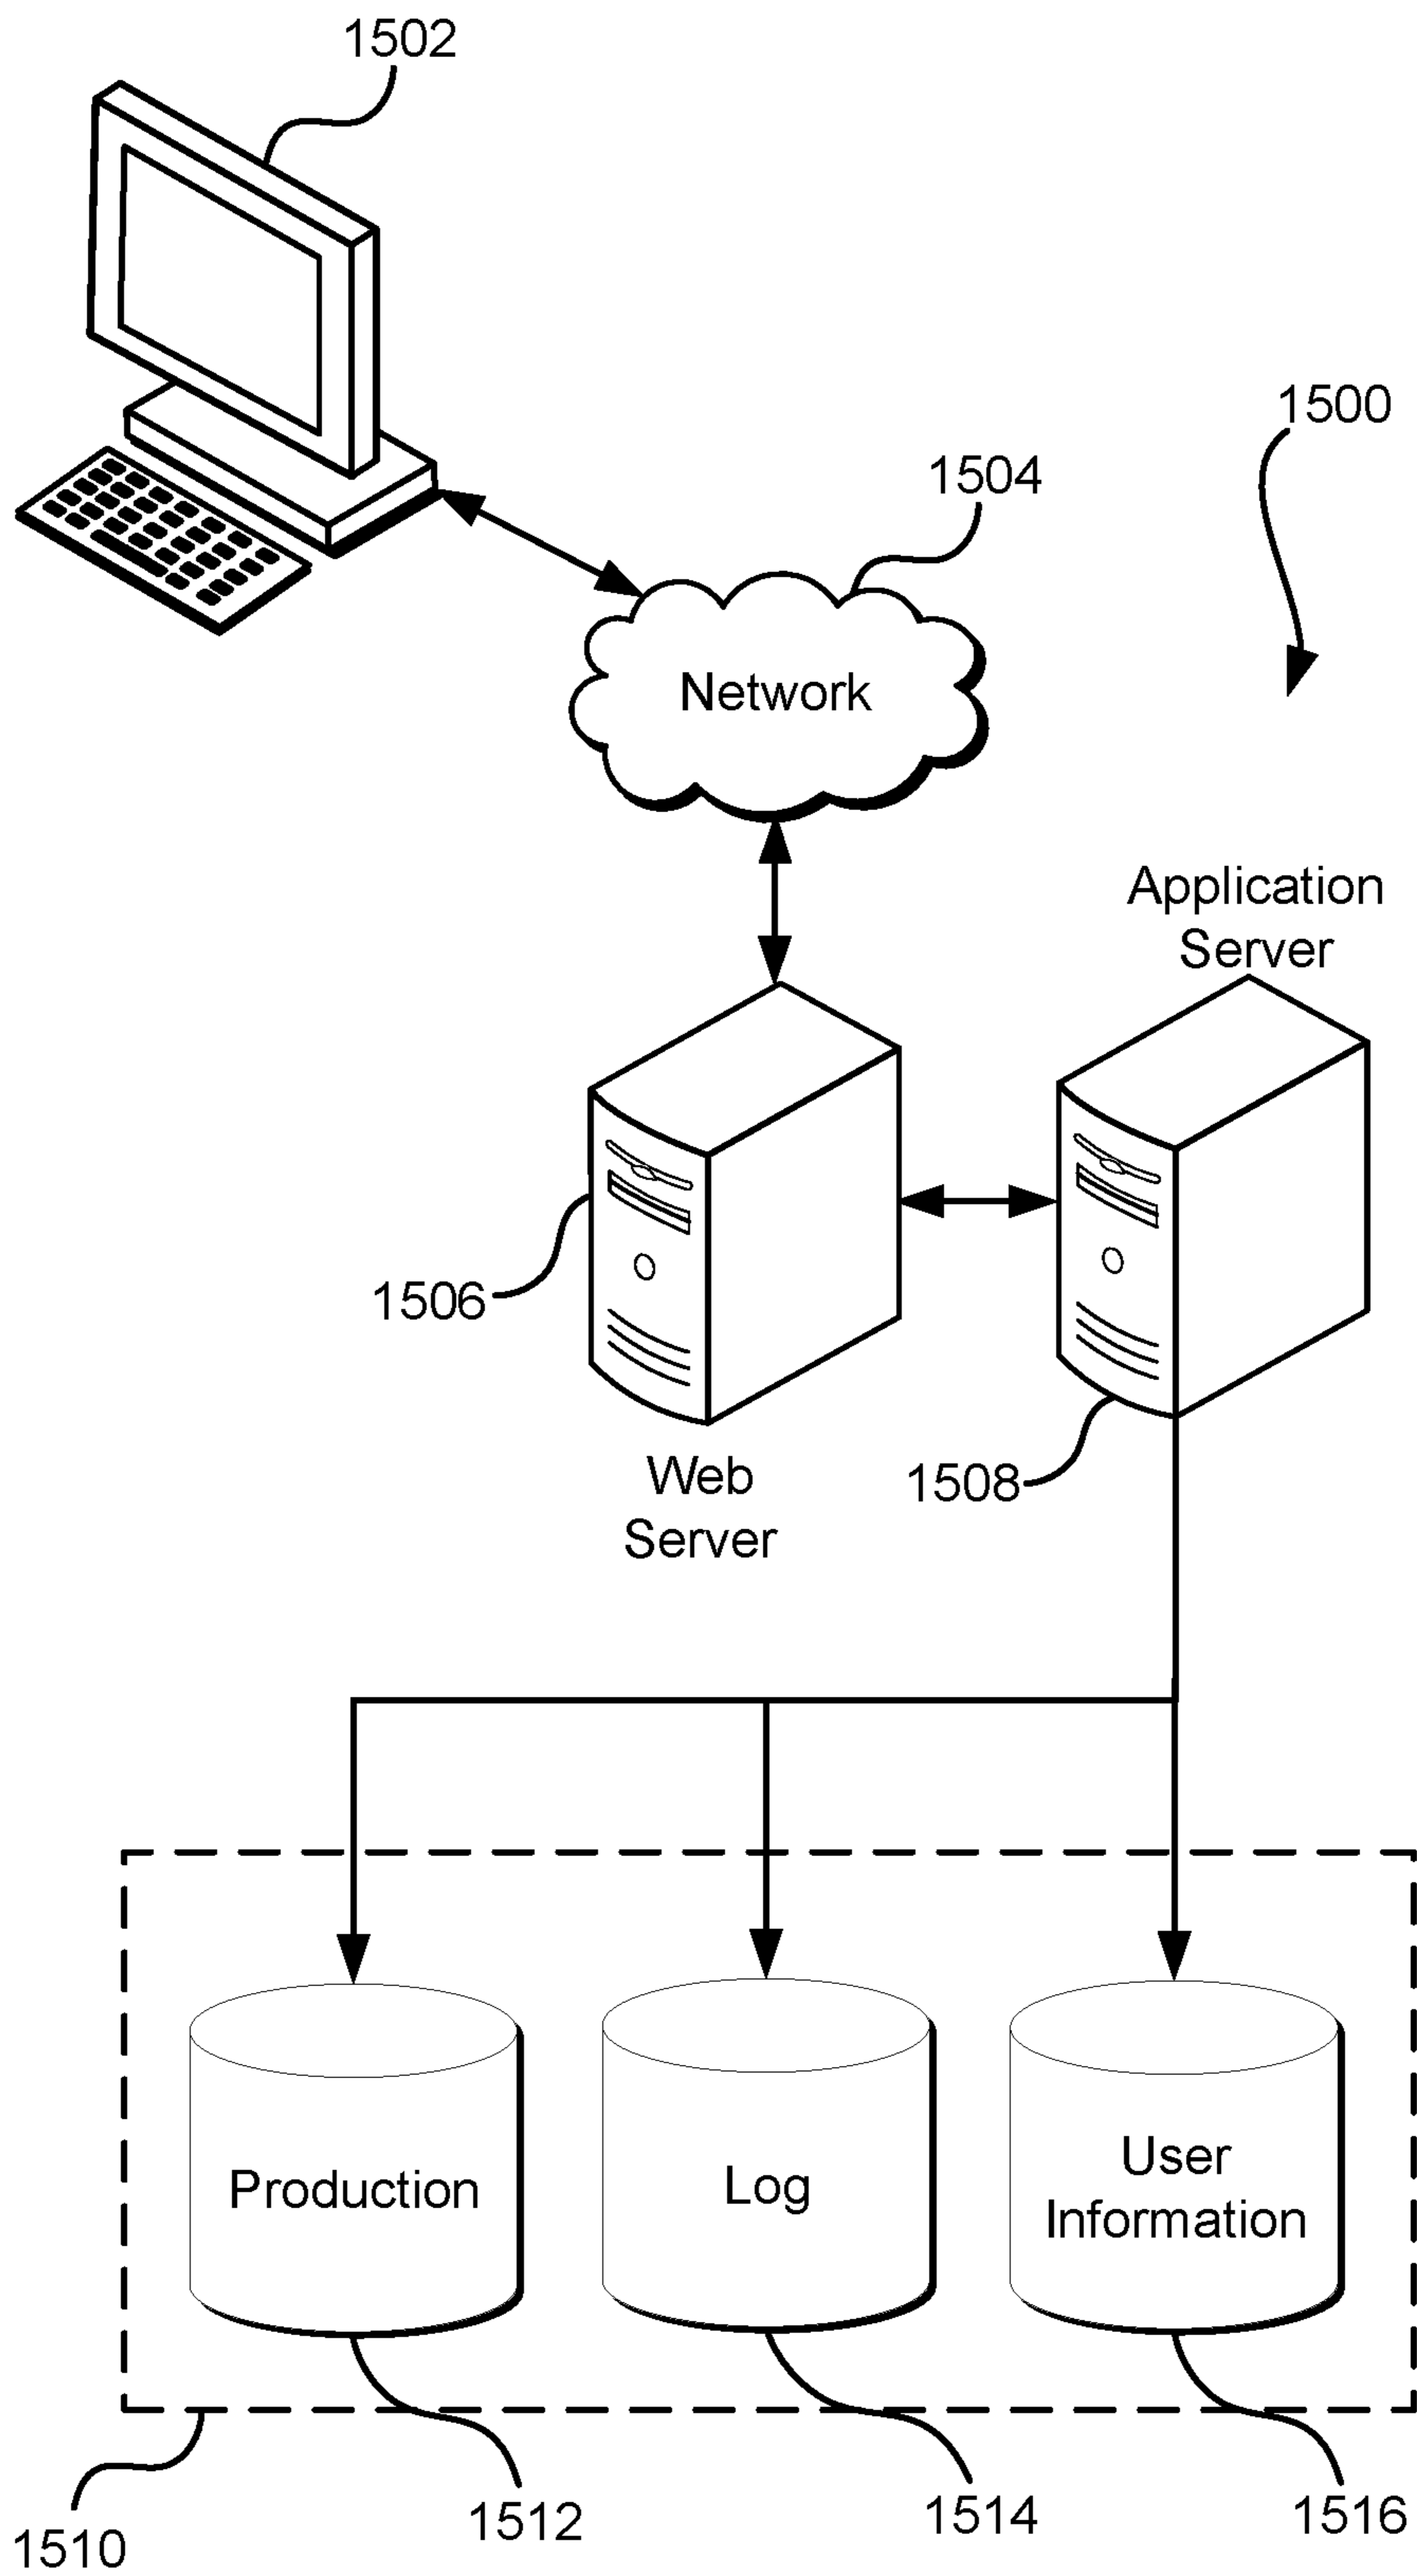 1502
1500
1504
Network
Application
Server
1506
1508
Web
Server
Production
Log
User
Information
1510
1512
1514
1516